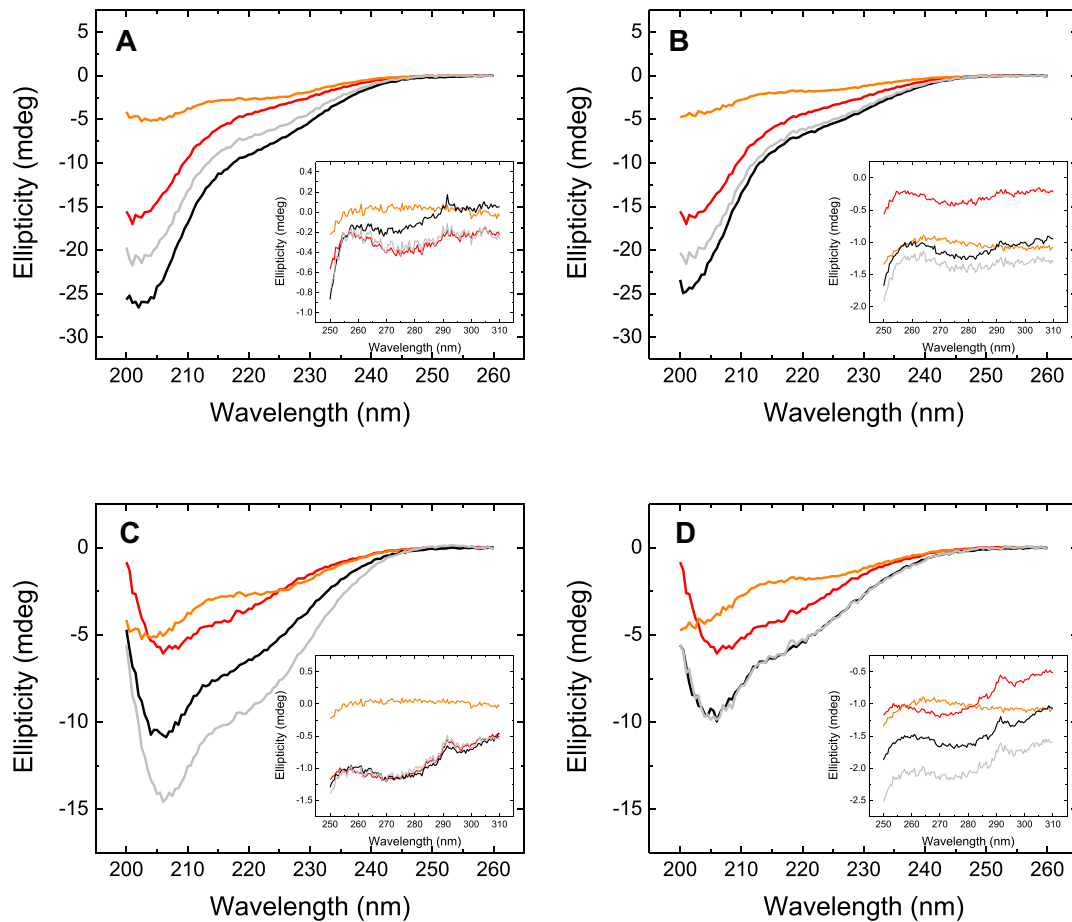 A
5
0
-5
-10
-15
-20
-25
-30
Ellipticity (mdeg)
200 210 220 230 240 250 260
Wavelength (nm)
0.4
0.2
0.0
-0.2
-0.4
-0.6
-0.8
-1.0
Ellipticity (mdeg)
250 260 270 280 290 300 310
Wavelength (nm)
B
5
0
-5
-10
-15
-20
-25
-30
Ellipticity (mdeg)
200 210 220 230 240 250 260
Wavelength (nm)
0.0
-0.5
-1.0
-1.5
-2.0
Ellipticity (mdeg)
250 260 270 280 290 300 310
Wavelength (nm)
C
0
-5
-10
-15
Ellipticity (mdeg)
200 210 220 230 240 250 260
Wavelength (nm)
0.5
0.0
-0.5
-1.0
-1.5
Ellipticity (mdeg)
250 260 270 280 290 300 310
Wavelength (nm)
D
0
-5
-10
-15
Ellipticity (mdeg)
200 210 220 230 240 250 260
Wavelength (nm)
-0.5
-1.0
-1.5
-2.0
-2.5
Ellipticity (mdeg)
250 260 270 280 290 300 310
Wavelength (nm)